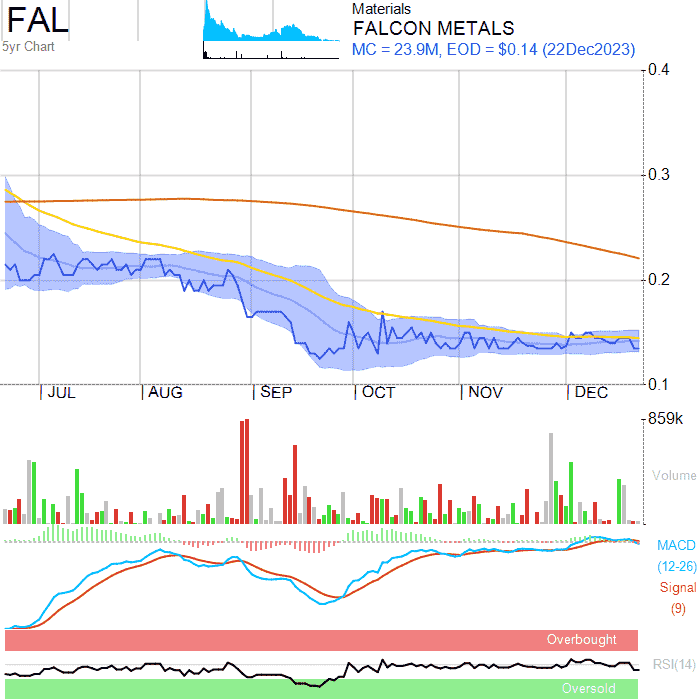 FAL
5yr Chart
Materials
FALCON METALS
MC = 23.9M, EOD = $0.14 (22Dec2023)
0.4
0.3
0.2
0.1
JUL AUG SEP OCT NOV DEC
859k
Volume
MACD
(12-26)
Signal
(9)
Overbought
RSI(14)
Oversold